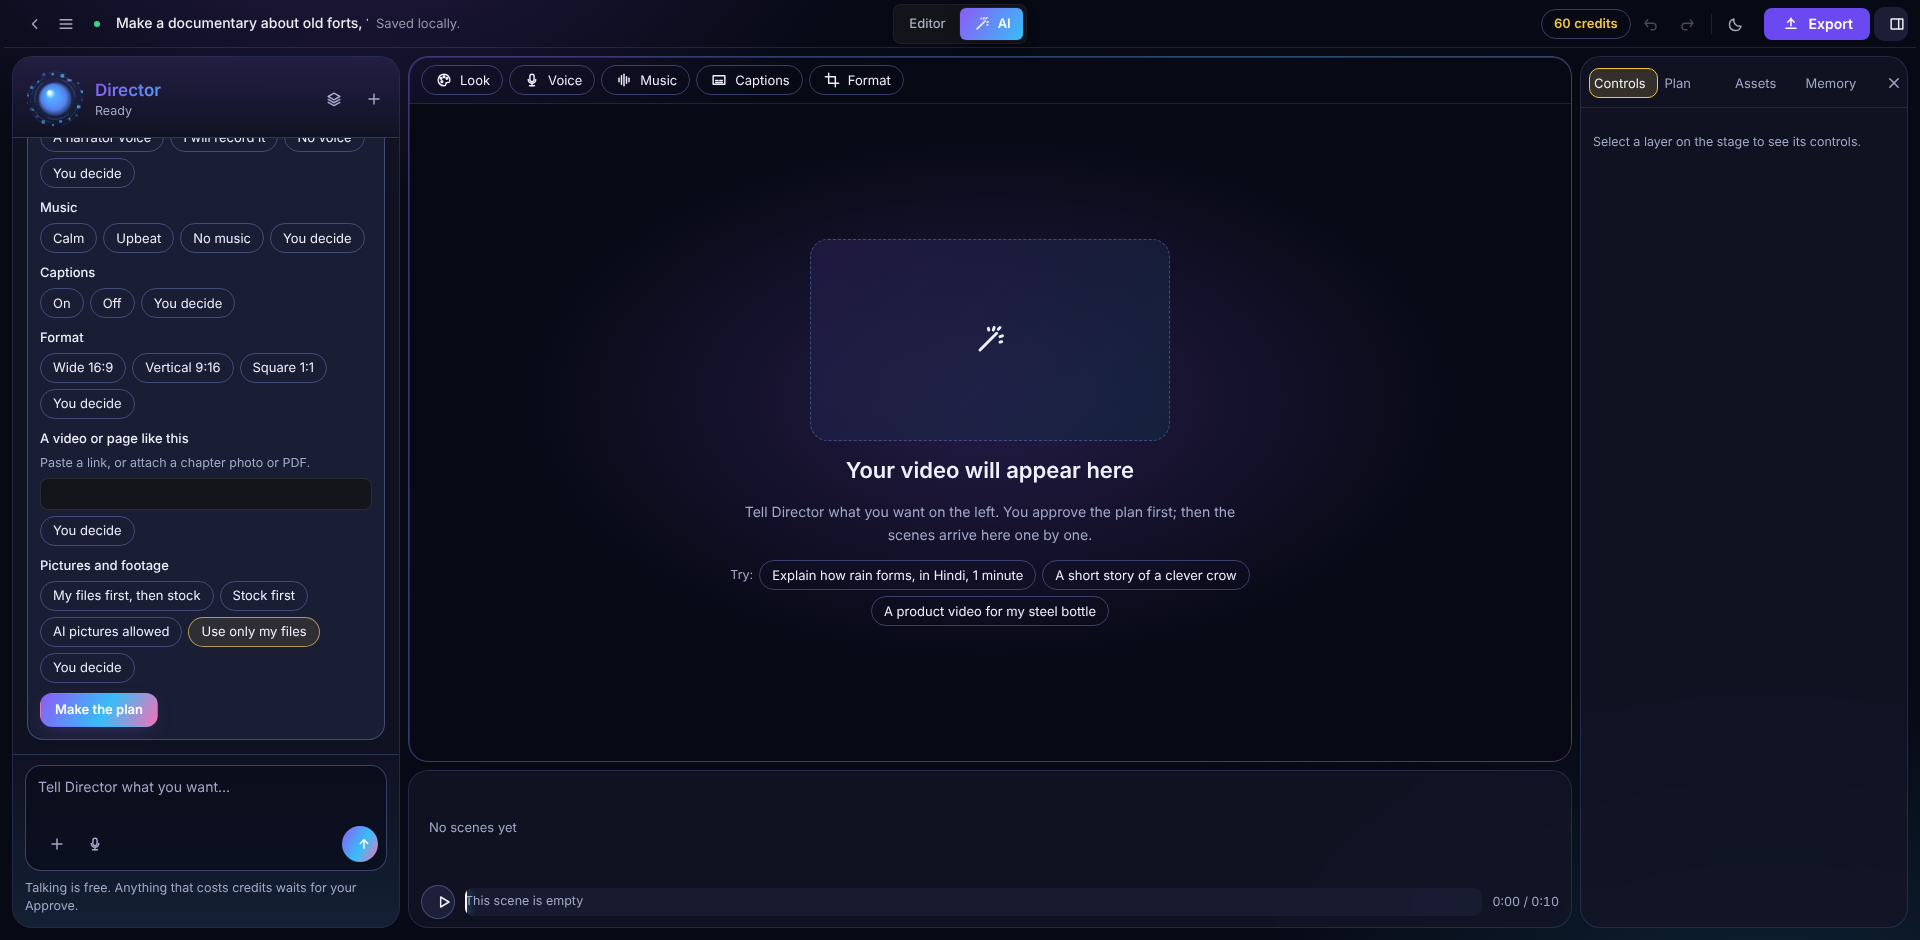 Make a documentary about old forts,
Saved locally.
Editor
AI
60 credits
Export
Director
Ready
A narrator voice
I will record it
No voice
You decide
Music
Calm
Upbeat
No music
You decide
Captions
On
Off
You decide
Format
Wide 16:9
Vertical 9:16
Square 1:1
You decide
A video or page like this
Paste a link, or attach a chapter photo or PDF.
You decide
Pictures and footage
My files first, then stock
Stock first
AI pictures allowed
Use only my files
You decide
Make the plan
Tell Director what you want...
Talking is free. Anything that costs credits waits for your
Approve.
Look
Voice
Music
Captions
Format
Your video will appear here
Tell Director what you want on the left. You approve the plan first; then the
scenes arrive here one by one.
Try:
Explain how rain forms, in Hindi, 1 minute
A short story of a clever crow
A product video for my steel bottle
No scenes yet
This scene is empty
0:00 / 0:10
Controls
Plan
Assets
Memory
Select a layer on the stage to see its controls.